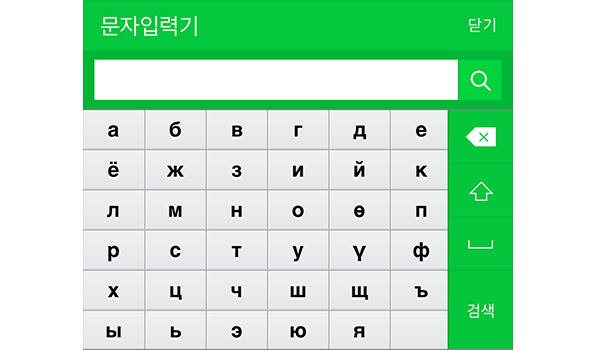 문자입력기 닫기
а б в г д е
ё ж з и й к
л м н о ө п
р с т у ү ф
х ц ч ш щ ъ
검색
ы ь э ю я